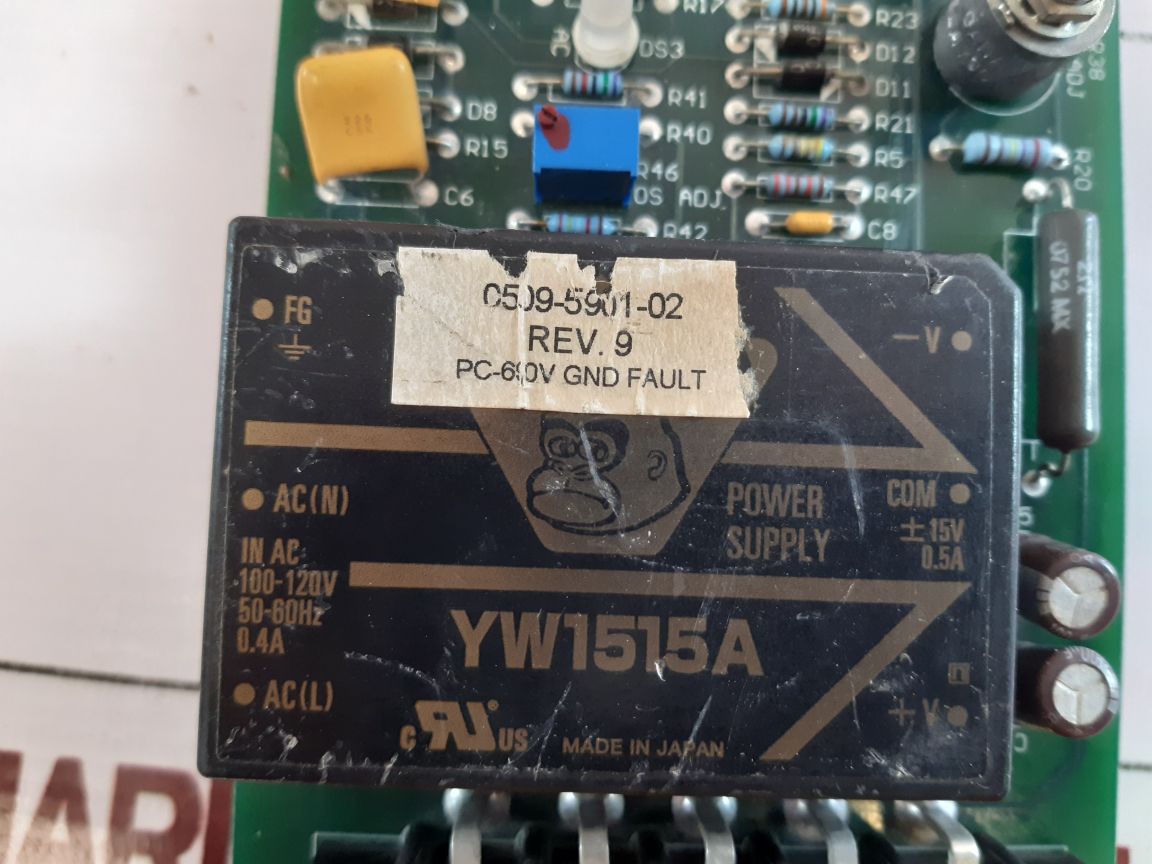 R17
R23
AC
DS3
D12
R38
ADJ
D11
R41
D8
R40
R21
R15
R5
R20
R46
OS ADJ.
R47
C6
R42
C8
0509-5901-02
REV. 9
PC-600V GND FAULT
FG
-V
AC(N)
POWER
SUPPLY
COM
±15V
0.5A
IN AC
100-120V
50-60Hz
0.4A
YW1515A
AC(L)
+V
c RU® US
MADE IN JAPAN